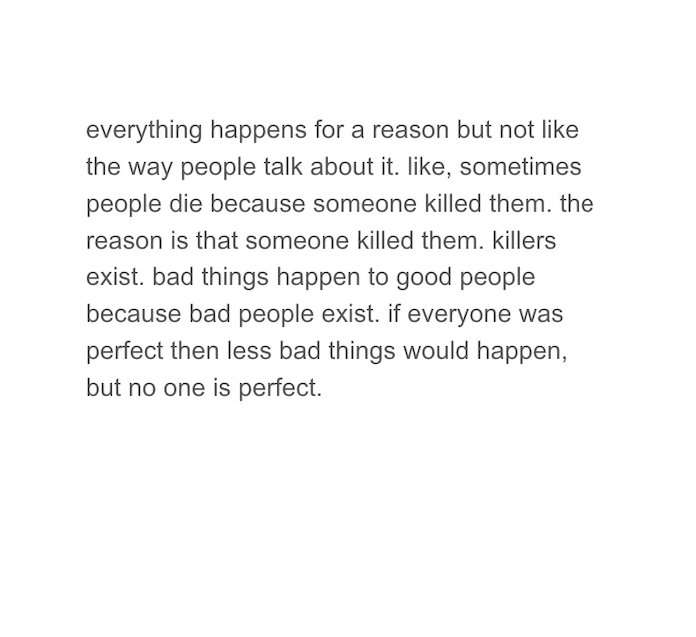 everything happens for a reason but not like
the way people talk about it. like, sometimes
people die because someone killed them. the
reason is that someone killed them. killers
exist. bad things happen to good people
because bad people exist. if everyone was
perfect then less bad things would happen,
but no one is perfect.